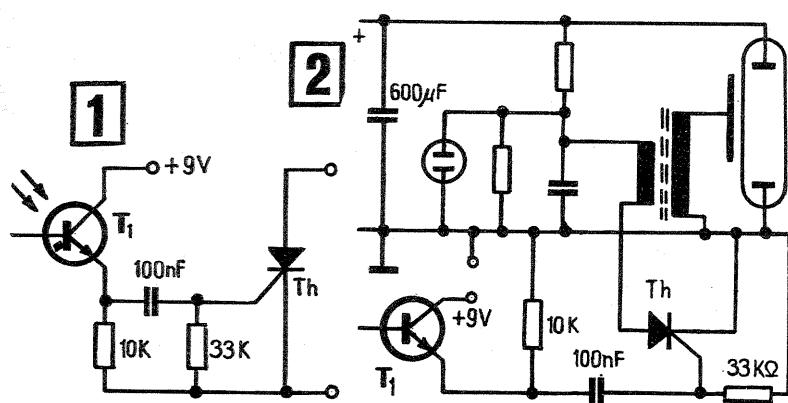 1
+9V
T1
100nF
Th
10K
33K
2
+
600µF
Th
+9V
10K
100nF
T1
33KΩ